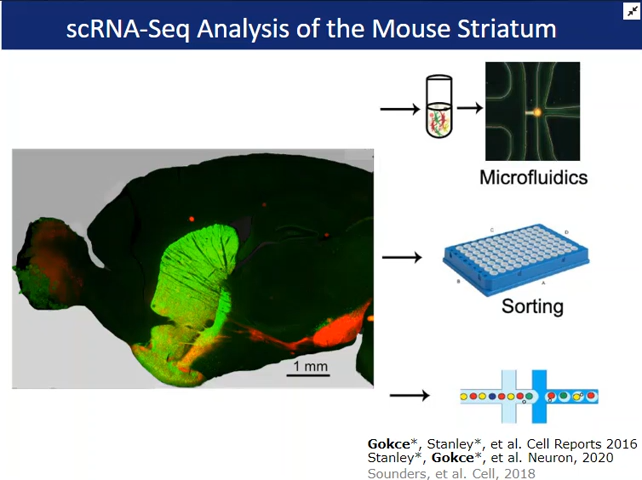 scRNA-Seq Analysis of the Mouse Striatum
Microfluidics
C
D
B
A
Sorting
1 mm
Gokce*, Stanley*, et al. Cell Reports 2016
Stanley*, Gokce*, et al. Neuron, 2020
Sounders, et al. Cell, 2018